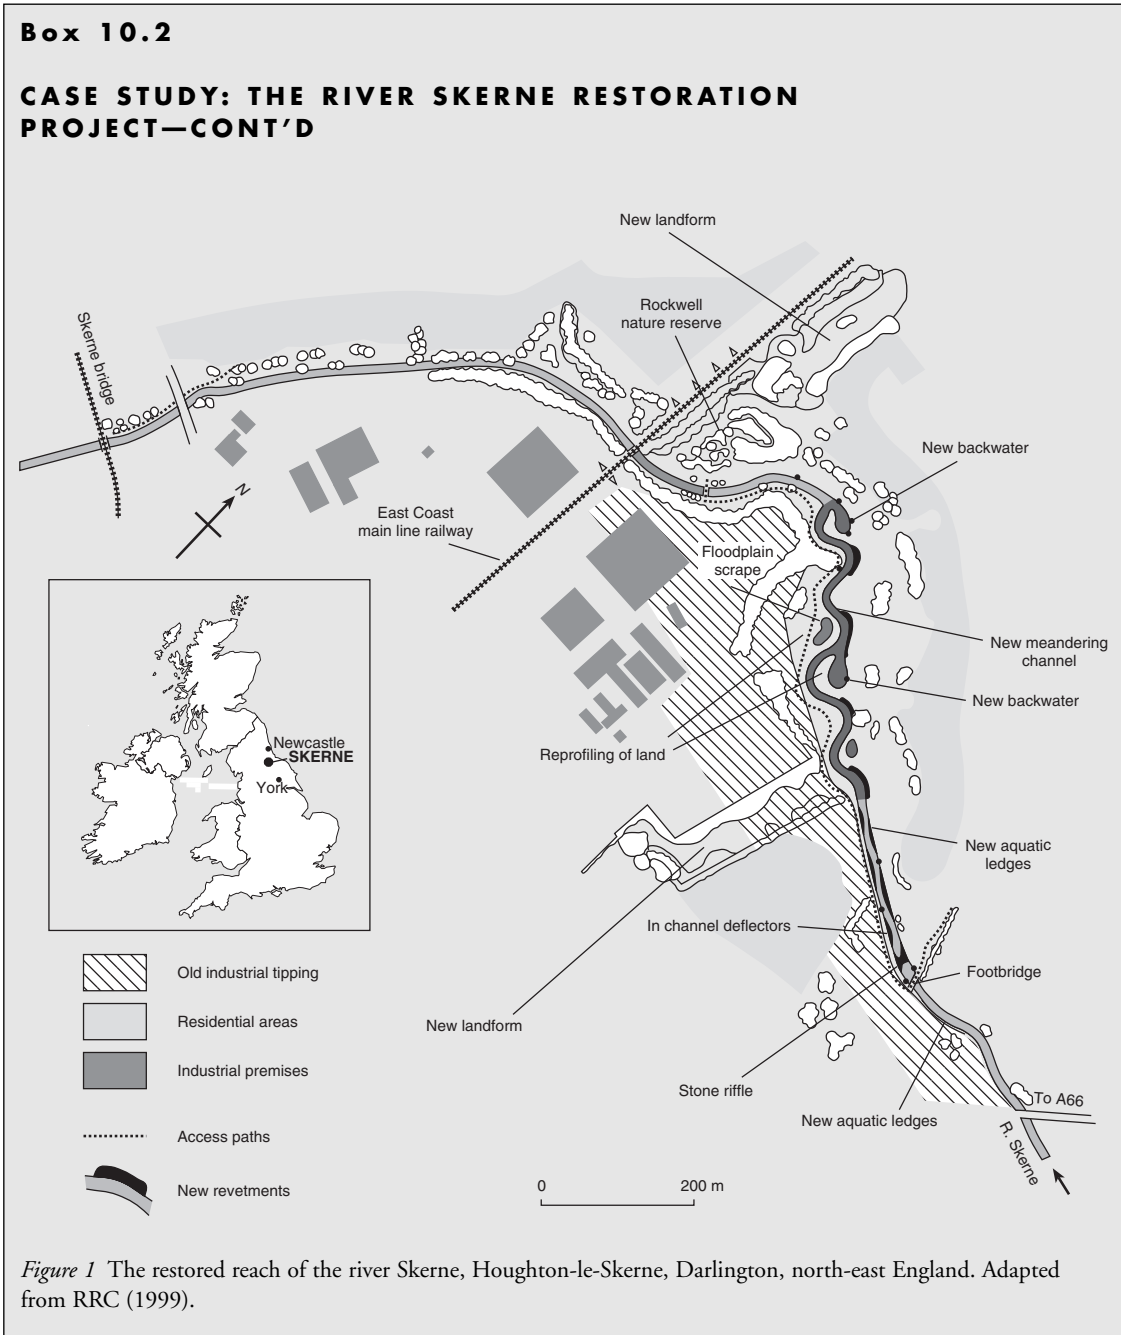 Box 10.2
CASE STUDY: THE RIVER SKERNE RESTORATION
PROJECT—CONT'D
New landform
Rockwell
nature reserve
Skerne bridge
New backwater
N
East Coast
main line railway
Floodplain
scrape
New meandering
channel
New backwater
Newcastle
SKERNE
York
Reprofiling of land
New aquatic
ledges
In channel deflectors
Footbridge
Old industrial tipping
Residential areas
New landform
Industrial premises
Stone riffle
To A66
New aquatic ledges
Access paths
R. Skerne
New revetments
0 200 m
Figure 1 The restored reach of the river Skerne, Houghton-le-Skerne, Darlington, north-east England. Adapted
from RRC (1999).